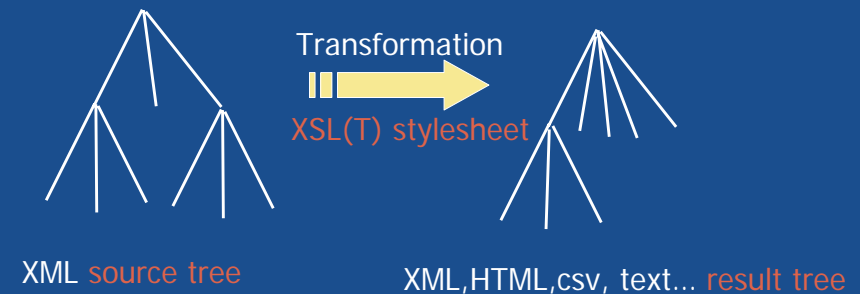 Transformation
XSL(T) stylesheet
XML source tree
XML,HTML,csv, text... result tree